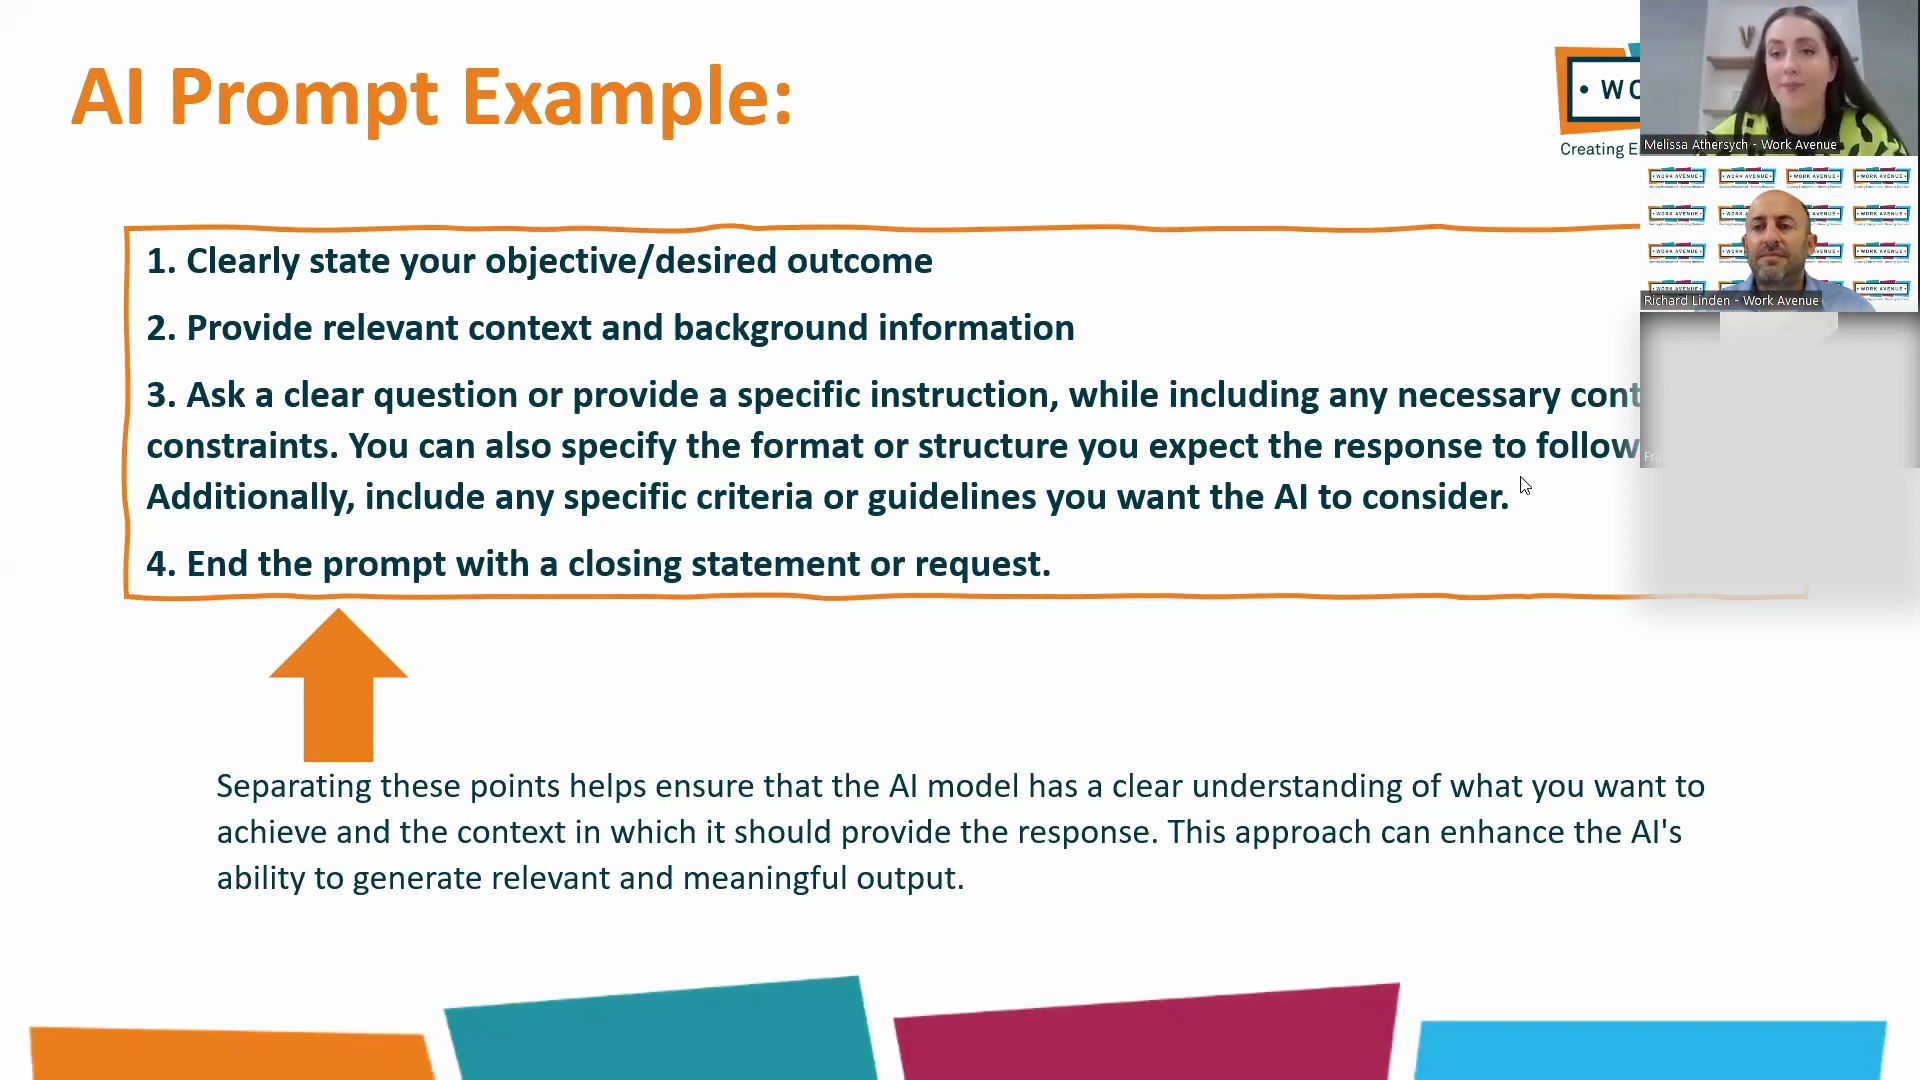 AI Prompt Example:
• WO
Creating E
Melissa Athersych - Work Avenue
• WORK AVENUE •
Richard Linden - Work Avenue
1. Clearly state your objective/desired outcome
2. Provide relevant context and background information
3. Ask a clear question or provide a specific instruction, while including any necessary cont
constraints. You can also specify the format or structure you expect the response to follow
Additionally, include any specific criteria or guidelines you want the AI to consider.
4. End the prompt with a closing statement or request.
Separating these points helps ensure that the AI model has a clear understanding of what you want to
achieve and the context in which it should provide the response. This approach can enhance the AI's
ability to generate relevant and meaningful output.